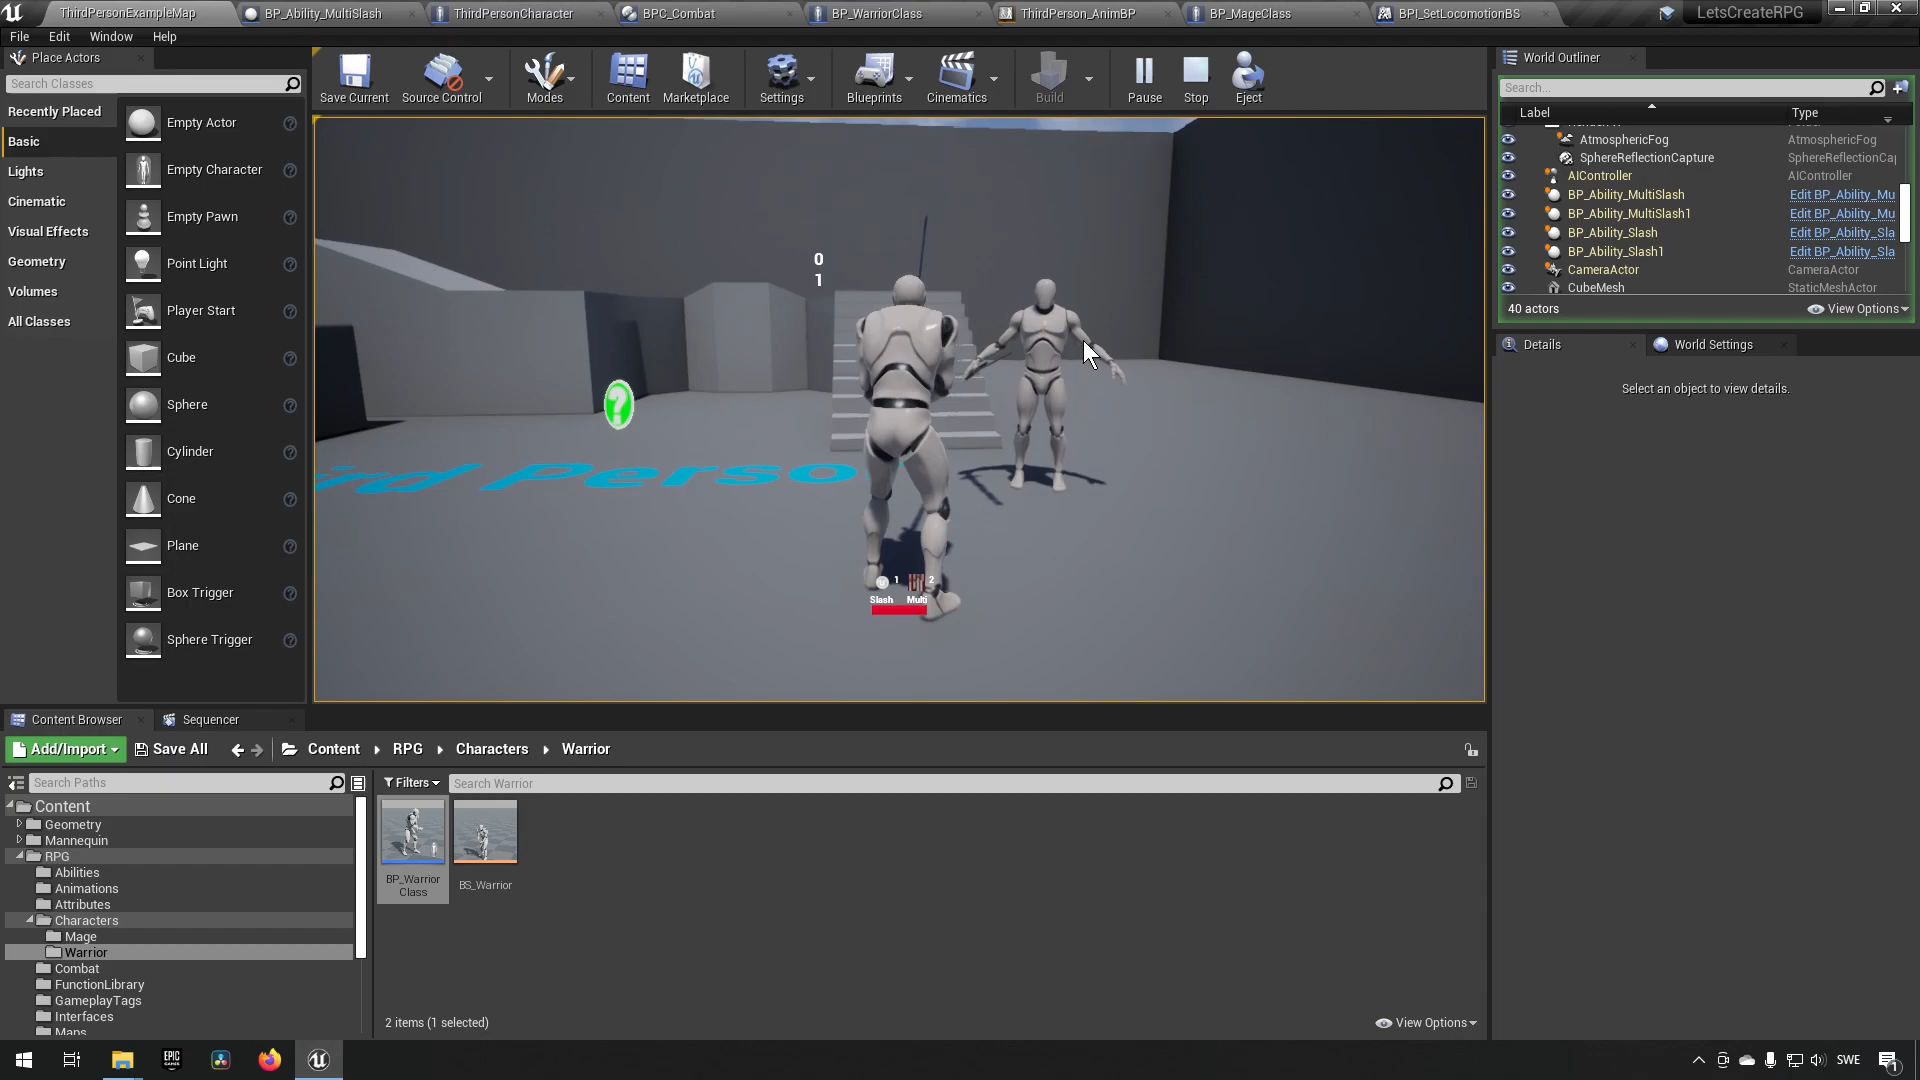 ThirdPersonExampleMap
BP_Ability_MultiSlash
ThirdPersonCharacter
BPC_Combat
BP_WarriorClass
ThirdPerson_AnimBP
BP_MageClass
BPI_SetLocomotionBS
LetsCreateRPG
File Edit Window Help
Place Actors
Search Classes
Recently Placed
Basic
Lights
Cinematic
Visual Effects
Geometry
Volumes
All Classes
Empty Actor
Empty Character
Empty Pawn
Point Light
Player Start
Cube
Sphere
Cylinder
Cone
Plane
Box Trigger
Sphere Trigger
Save Current
Source Control
Modes
Content
Marketplace
Settings
Blueprints
Cinematics
Build
Pause
Stop
Eject
0
1
?
ird Perso
1 2
Slash Multi
World Outliner
Search...
Label Type
AtmosphericFog AtmosphericFog
SphereReflectionCapture SphereReflectionCap
AIController AIController
BP_Ability_MultiSlash Edit BP_Ability_Mu
BP_Ability_MultiSlash1 Edit BP_Ability_Mu
BP_Ability_Slash Edit BP_Ability_Sla
BP_Ability_Slash1 Edit BP_Ability_Sla
CameraActor CameraActor
CubeMesh StaticMeshActor
40 actors View Options
Details World Settings
Select an object to view details.
Content Browser Sequencer
Add/Import Save All Content RPG Characters Warrior
Search Paths
Filters Search Warrior
Content
Geometry
Mannequin
RPG
Abilities
Animations
Attributes
Characters
Mage
Warrior
Combat
FunctionLibrary
GameplayTags
Interfaces
Maps
BP_Warrior
Class
BS_Warrior
2 items (1 selected) View Options
EPIC
GAMES
SWE
1